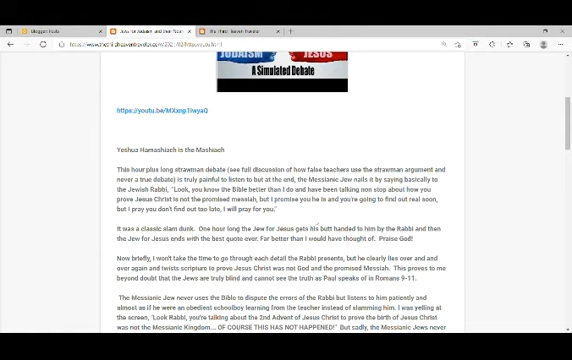 Blogger: Posts
Jews for Judaism and their "Rabbi
The Third Heaven Traveler
JUDAISM
JESUS
A Simulated Debate
https://youtu.be/MXxnp1iwyaQ
Yeshua Hamashiach is the Mashiach
This hour plus long strawman debate (see full discussion of how false teachers use the strawman argument and
never a true debate) is truly painful to listen to but at the end, the Messianic Jew nails it by saying basically to
the Jewish Rabbi, "Look, you know the Bible better than I do and have been talking non stop about how you
prove Jesus Christ is not the promised messiah, but I promise you he is and you're going to find out real soon,
but I pray you don't find out too late, I will pray for you."
It was a classic slam dunk. One hour long the Jew for Jesus gets his butt handed to him by the Rabbi and then
the Jew for Jesus ends with the best quote over. Far better than I would have thought of. Praise God!
Now briefly, I won't take the time to go through each detail the Rabbi presents, but he clearly lies over and and
over again and twists scripture to prove Jesus Christ was not God and the promised Messiah. This proves to me
beyond doubt that the Jews are truly blind and cannot see the truth as Paul speaks of in Romans 9-11.
The Messianic Jew never uses the Bible to dispute the errors of the Rabbi but listens to him patiently and
almost as if he were an obedient schoolboy learning from the teacher instead of slamming him. I was yelling at
the screen, "Look Rabbi, you're talking about the 2nd Advent of Jesus Christ to prove the birth of Jesus Christ
was not the Messianic Kingdom... OF COURSE THIS HAS NOT HAPPENED!" But sadly, the Messianic Jews never